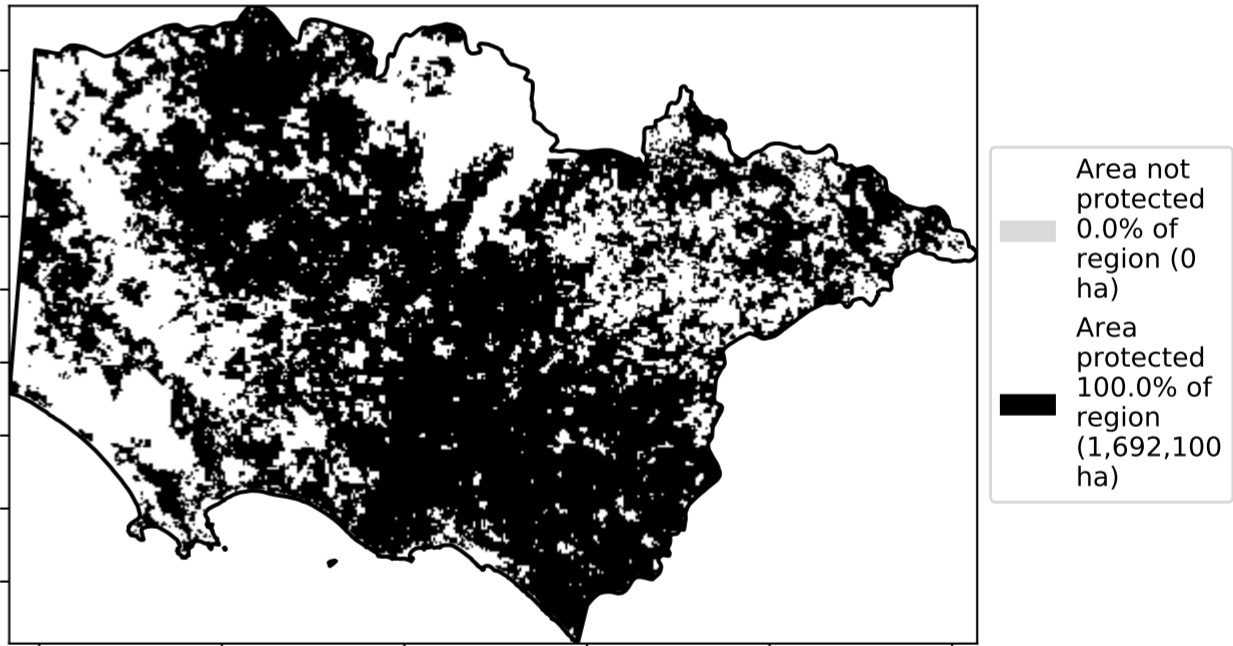 Area not
protected
0.0% of
region (0
ha)
Area
protected
100.0% of
region
(1,692,100
ha)